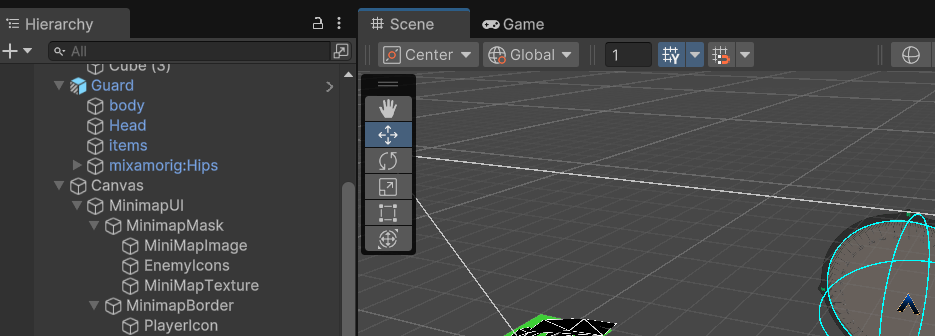 Hierarchy
All
Cube (3)
Guard
body
Head
items
mixamorig:Hips
Canvas
MinimapUI
MinimapMask
MiniMapImage
EnemyIcons
MiniMapTexture
MinimapBorder
PlayerIcon
Scene Game
Center Global 1